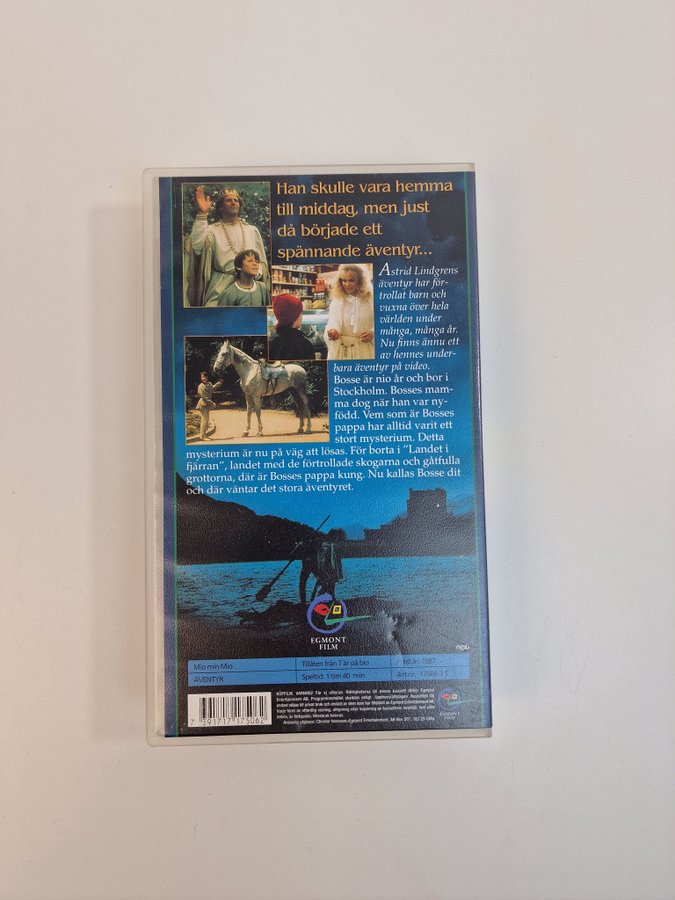 Han skulle vara hemma
till middag, men just
då började ett
spännande äventyr...
Astrid Lindgrens
äventyr har för-
trollat barn och
vuxna över hela
världen under
många, många år.
Nu finns ännu ett
av hennes under-
bara äventyr på video.
Bosse är nio år och bor i
Stockholm. Bosses mam-
ma dog när han var ny-
född. Vem som är Bosses
pappa har alltid varit ett
stort mysterium. Detta
mysterium är nu på väg att lösas. För borta i "Landet i
fjärran", landet med de förtrollade skogarna och gåtfulla
grottorna, där är Bosses pappa kung. Nu kallas Bosse dit
och där väntar det stora äventyret.
EGMONT
FILM
Mio min Mio
Tillåten från 7 år på bio
ÄVENTYR
Speltid: 1 tim 40 min
7 391717 175062
EGMONT
FILM